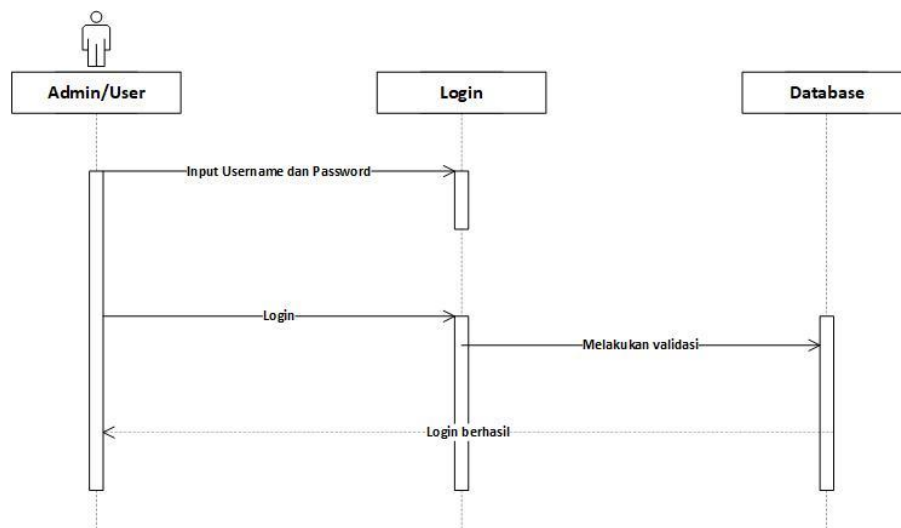 Admin/User
Login
Database
Input Username dan Password
Login
Melakukan validasi
Login berhasil